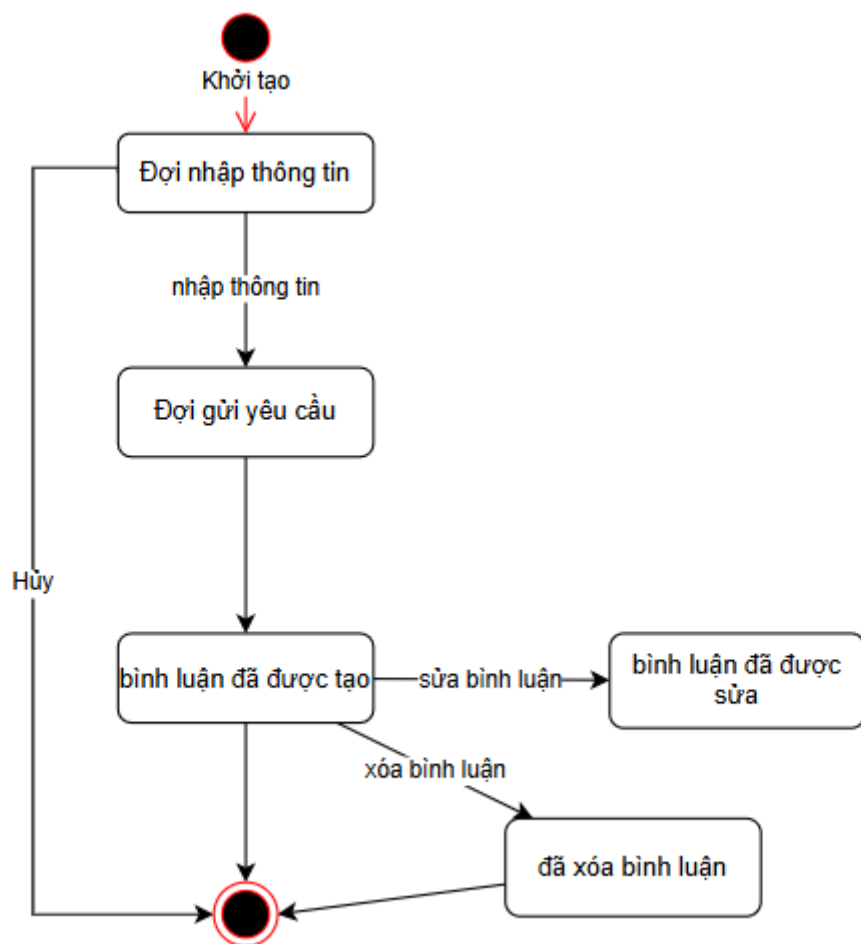 Khởi tạo
Đợi nhập thông tin
nhập thông tin
Đợi gửi yêu cầu
Hủy
bình luận đã được tạo
sửa bình luận
bình luận đã được
sửa
xóa bình luận
đã xóa bình luận